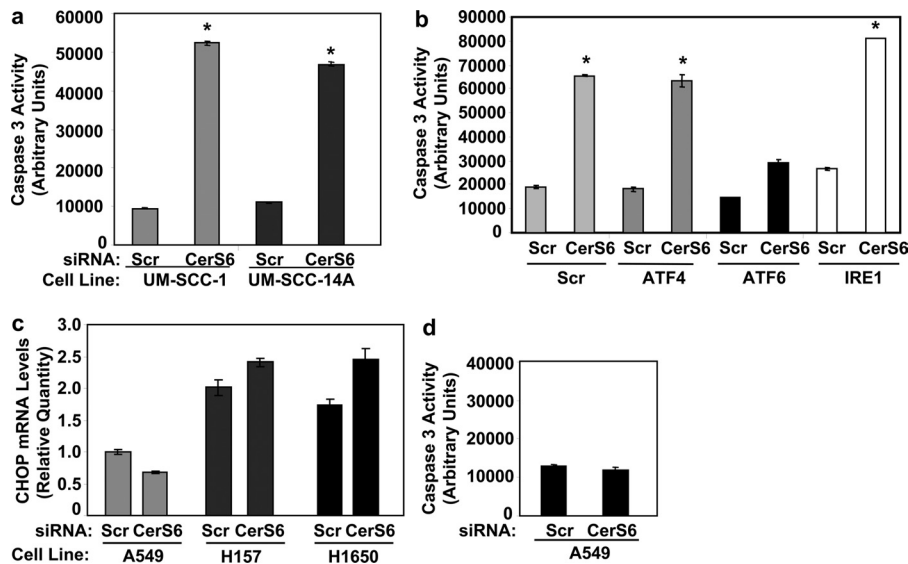 a
Caspase 3 Activity
(Arbitrary Units)
60000
50000
40000
30000
20000
10000
0
*
*
siRNA: Scr CerS6 Scr CerS6
Cell Line: UM-SCC-1 UM-SCC-14A
b
Caspase 3 Activity
(Arbitrary Units)
90000
80000
70000
60000
50000
40000
30000
20000
10000
0
*
*
*
Scr CerS6 Scr CerS6 Scr CerS6 Scr CerS6
Scr ATF4 ATF6 IRE1
c
CHOP mRNA Levels
(Relative Quantity)
3.0
2.5
2.0
2.5
1.0
0.5
0
siRNA: Scr CerS6 Scr CerS6 Scr CerS6
Cell Line: A549 H157 H1650
d
Caspase 3 Activity
(Arbitrary Units)
40000
30000
20000
10000
0
siRNA: Scr CerS6
A549